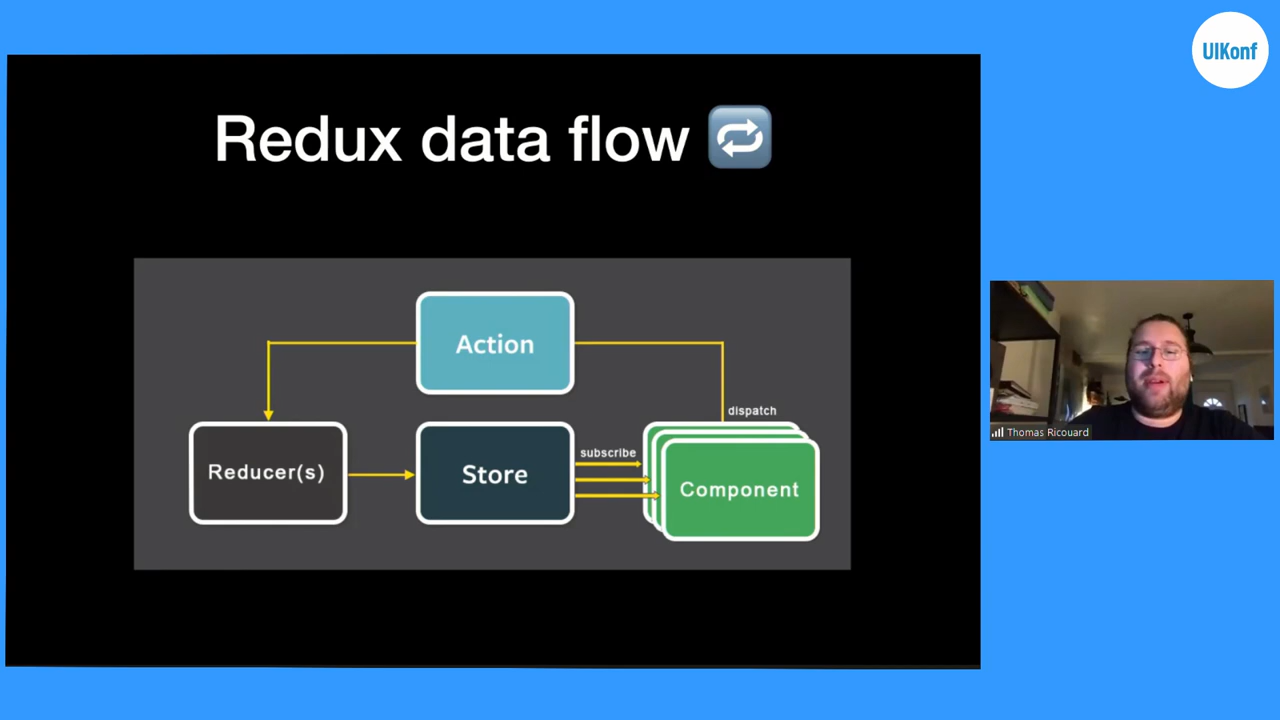 UIKonf
Redux data flow 🔁
Action
dispatch
Reducer(s)
Store
subscribe
Component
Thomas Ricouard